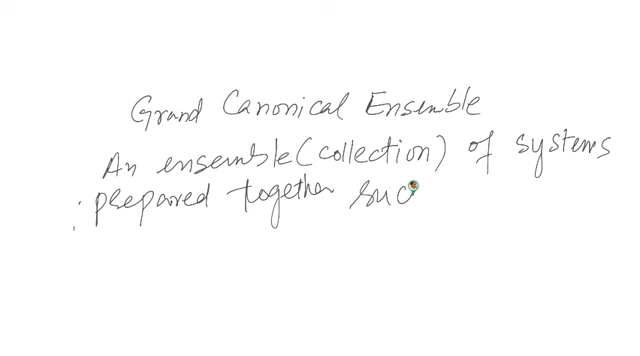 Grand Canonical Ensemble
An ensemble (collection) of systems
prepared together suc